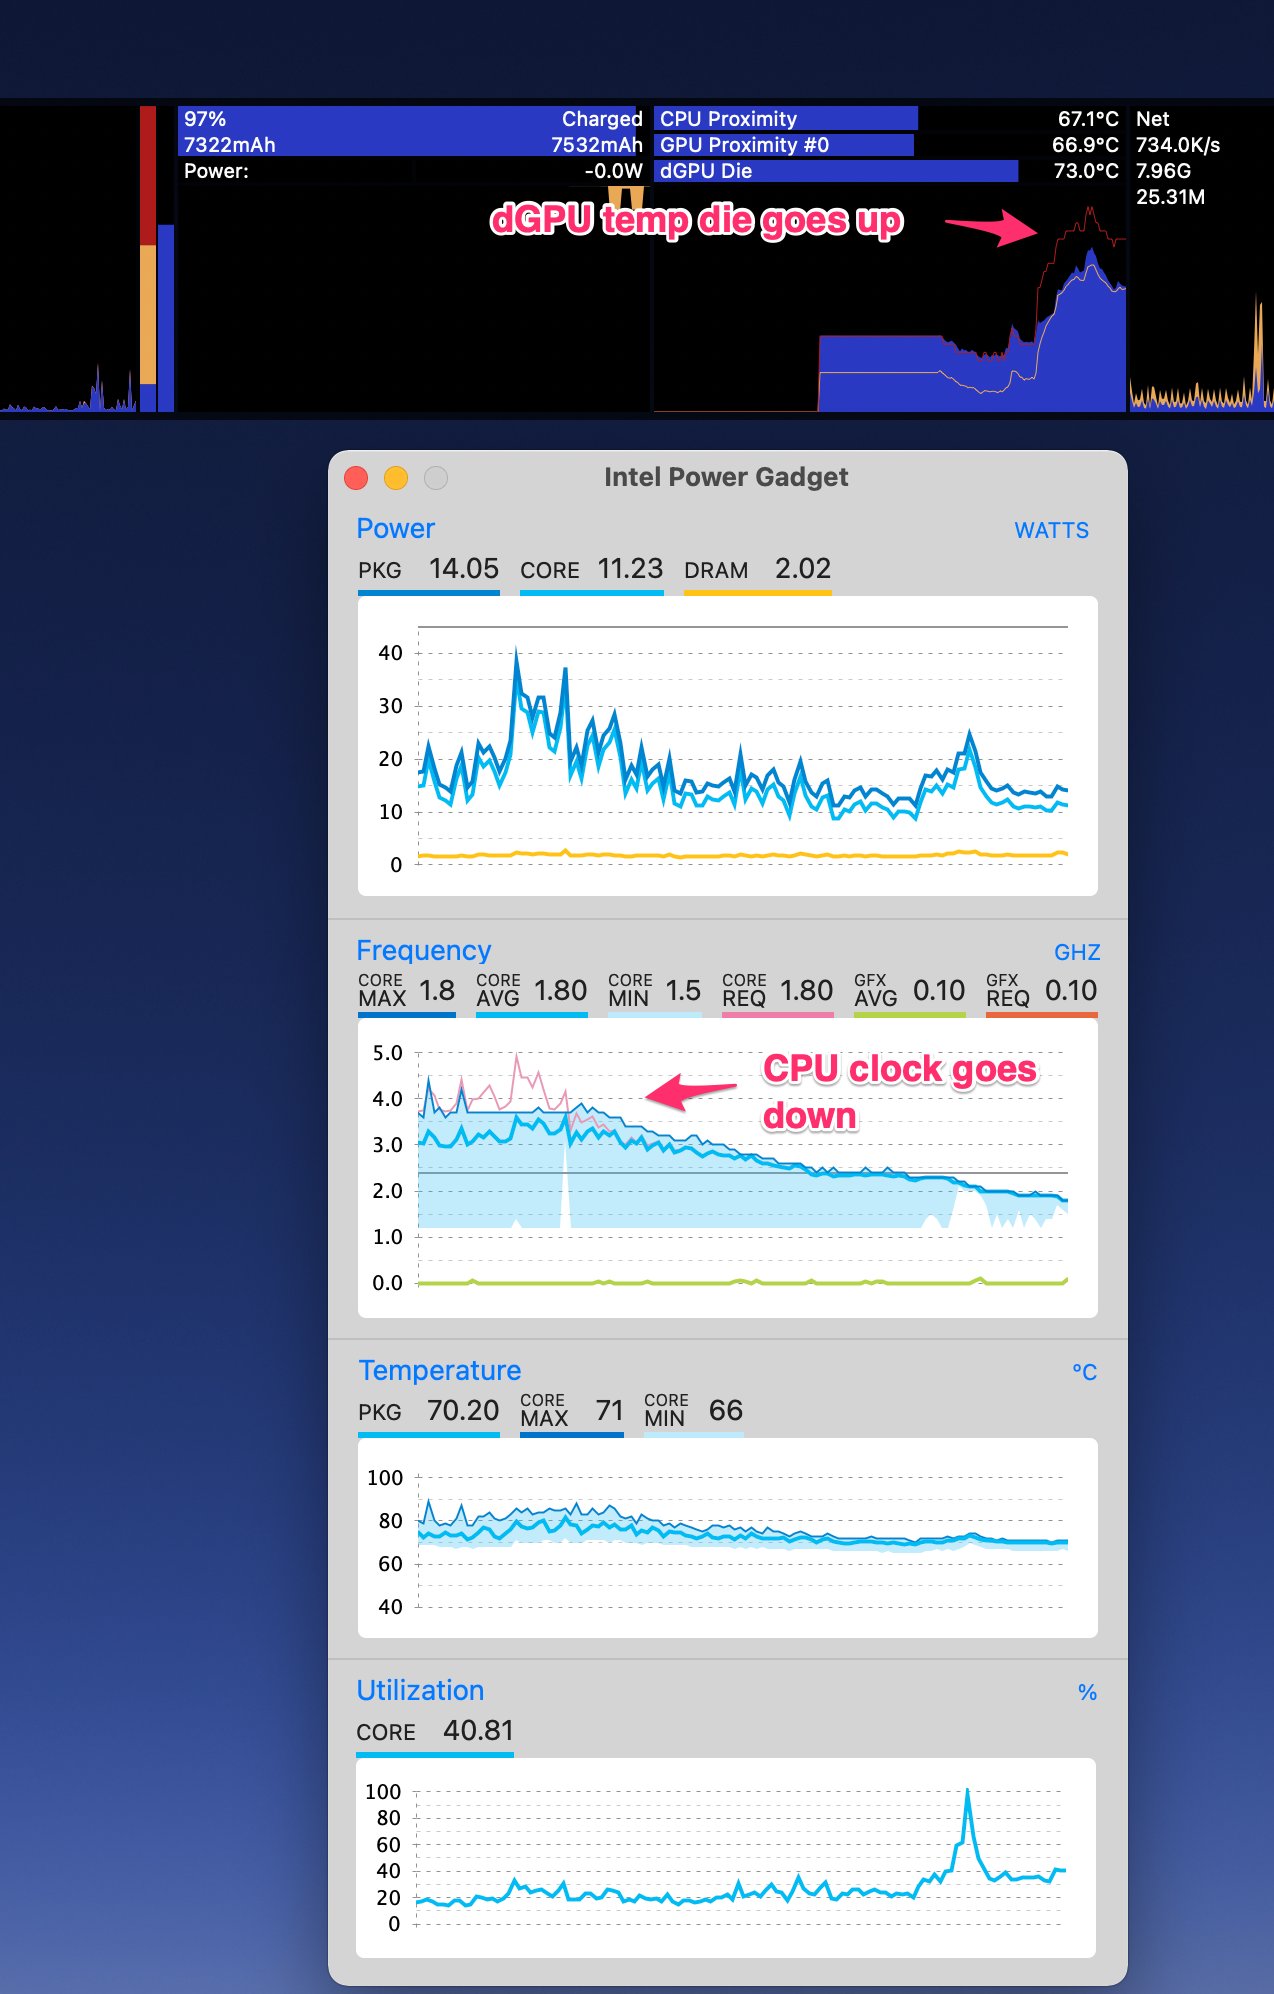 97% Charged
7322mAh 7532mAh
Power: -0.0W
CPU Proximity 67.1°C
GPU Proximity #0 66.9°C
dGPU Die 73.0°C
Net
734.0K/s
7.96G
25.31M
dGPU temp die goes up
Intel Power Gadget
Power WATTS
PKG 14.05 CORE 11.23 DRAM 2.02
40
30
20
10
0
Frequency GHZ
CORE MAX 1.8 CORE AVG 1.80 CORE MIN 1.5 CORE REQ 1.80 GFX AVG 0.10 GFX REQ 0.10
5.0
4.0
3.0
2.0
1.0
0.0
CPU clock goes
down
Temperature °C
PKG 70.20 CORE MAX 71 CORE MIN 66
100
80
60
40
Utilization %
CORE 40.81
100
80
60
40
20
0